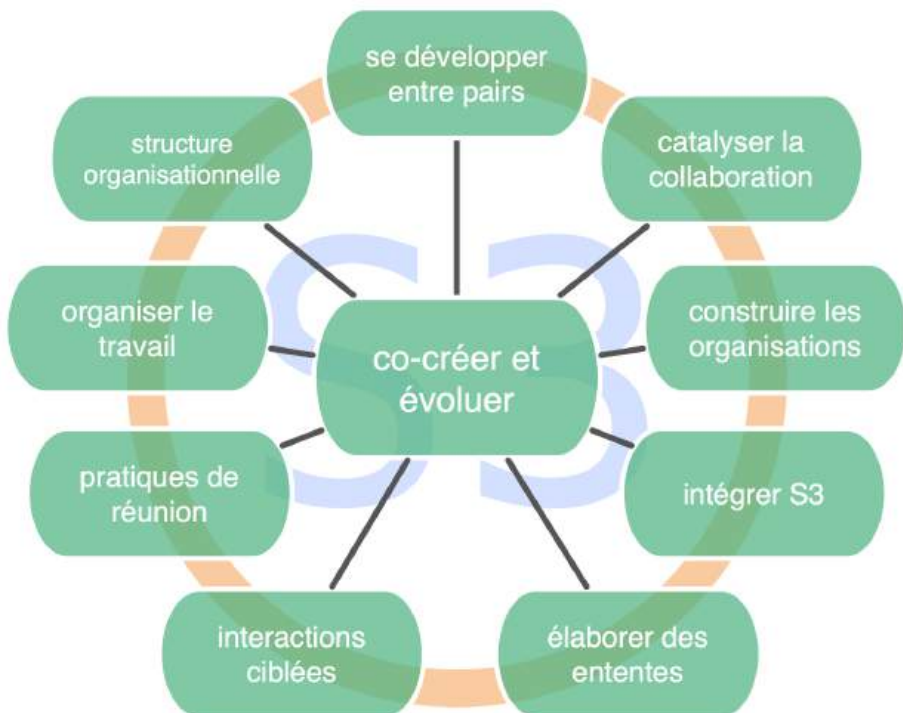 se développer
entre pairs
catalyser la
collaboration
construire les
organisations
intégrer S3
élaborer des
ententes
interactions
ciblées
pratiques de
réunion
organiser le
travail
structure
organisationnelle
co-créer et
évoluer
S3